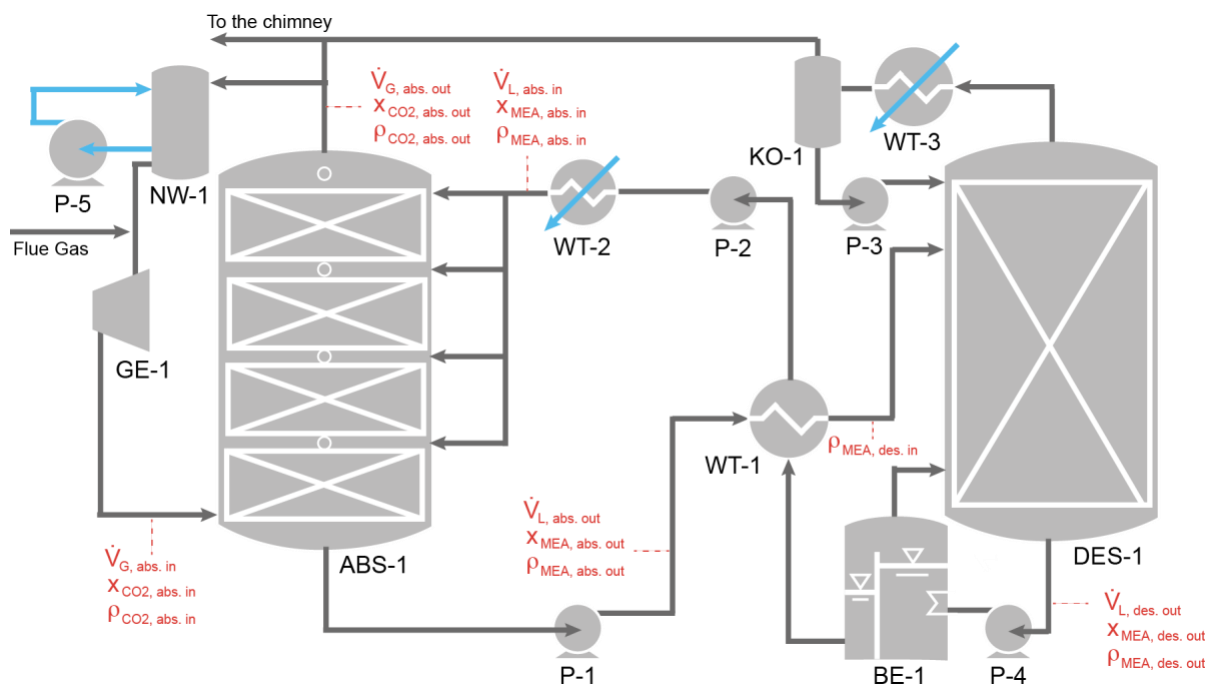 To the chimney
V̇G, abs. out
xCO2, abs. out
ρCO2, abs. out
V̇L, abs. in
xMEA, abs. in
ρMEA, abs. in
P-5
NW-1
KO-1
WT-3
Flue Gas
WT-2
P-2
P-3
GE-1
WT-1
ρMEA, des. in
V̇L, abs. out
xMEA, abs. out
ρMEA, abs. out
V̇G, abs. in
xCO2, abs. in
ρCO2, abs. in
ABS-1
DES-1
V̇L, des. out
xMEA, des. out
ρMEA, des. out
P-1
BE-1
P-4